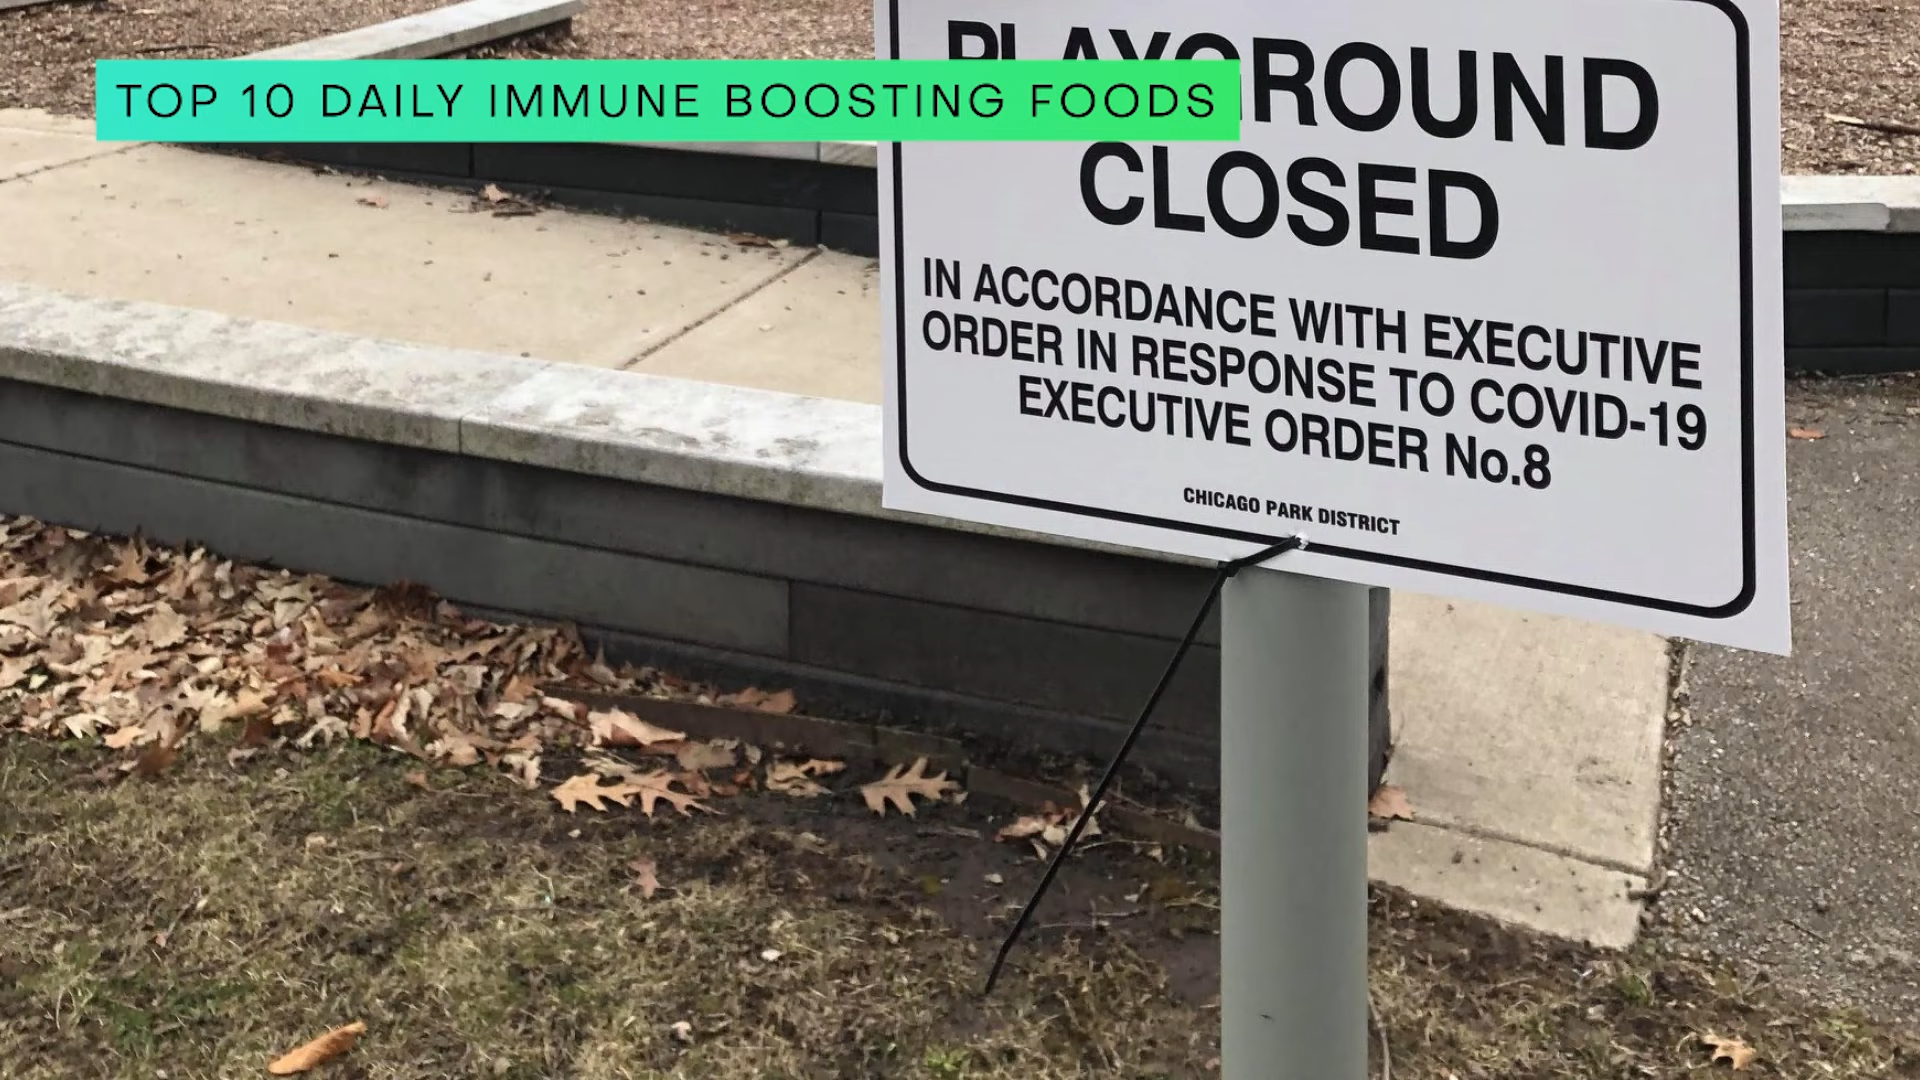 TOP 10 DAILY IMMUNE BOOSTING FOODS
PLAYGROUND
CLOSED
IN ACCORDANCE WITH EXECUTIVE
ORDER IN RESPONSE TO COVID-19
EXECUTIVE ORDER No.8
CHICAGO PARK DISTRICT